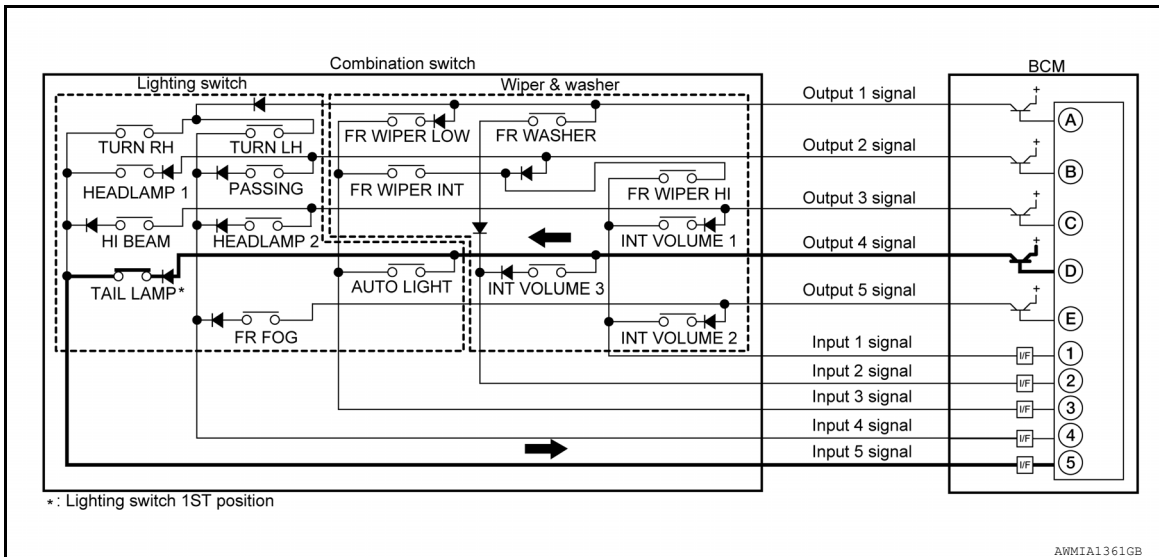 Combination switch
BCM
Lighting switch
Wiper & washer
Output 1 signal
A
TURN RH
TURN LH
FR WIPER LOW
FR WASHER
Output 2 signal
B
HEADLAMP 1
PASSING
FR WIPER INT
FR WIPER HI
Output 3 signal
C
HI BEAM
HEADLAMP 2
INT VOLUME 1
Output 4 signal
D
TAIL LAMP*
AUTO LIGHT
INT VOLUME 3
Output 5 signal
E
FR FOG
INT VOLUME 2
Input 1 signal
I/F
1
Input 2 signal
I/F
2
Input 3 signal
I/F
3
Input 4 signal
I/F
4
Input 5 signal
I/F
5
*: Lighting switch 1ST position
AWMIA1361GB